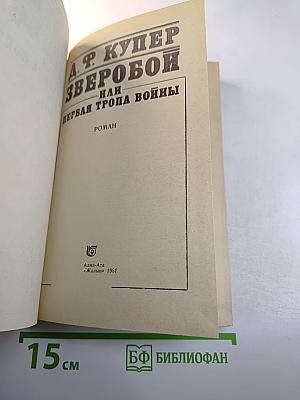 Д. Ф. КУПЕР
ЗВЕРОБОЙ
ИЛИ
ПЕРВАЯ ТРОПА ВОЙНЫ
РОМАН
Алма-Ата
«Жалын» 1981
15 см
БФ БИБЛИОФАН